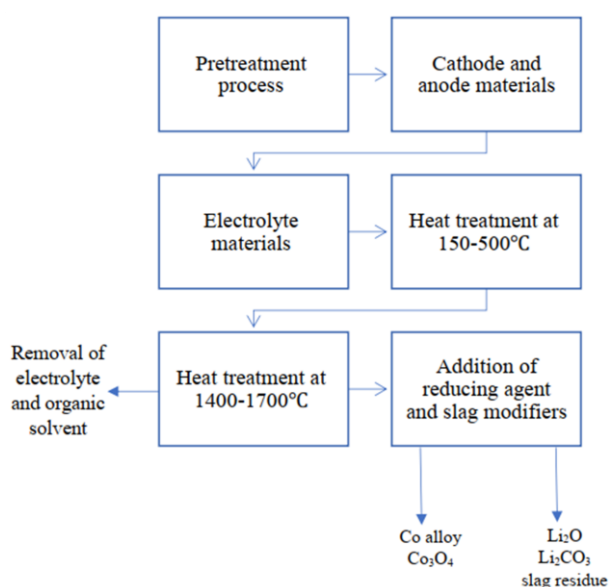 Pretreatment
process
Cathode and
anode materials
Electrolyte
materials
Heat treatment at
150-500℃
Removal of
electrolyte
and organic
solvent
Heat treatment at
1400-1700℃
Addition of
reducing agent
and slag modifiers
Co alloy
Co₃O₄
Li₂O
Li₂CO₃
slag residue